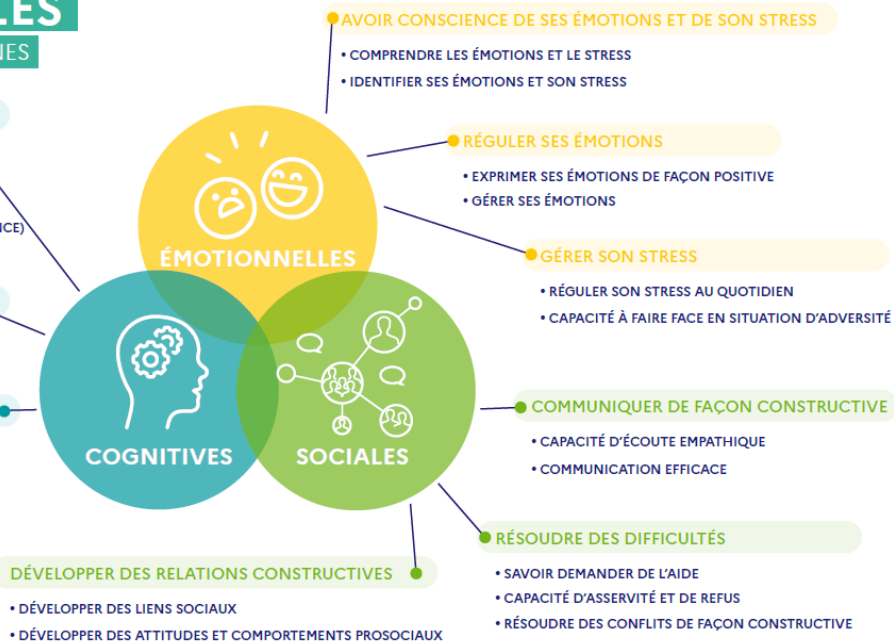 LES
NES
AVOIR CONSCIENCE DE SES ÉMOTIONS ET DE SON STRESS
• COMPRENDRE LES ÉMOTIONS ET LE STRESS
• IDENTIFIER SES ÉMOTIONS ET SON STRESS
RÉGULER SES ÉMOTIONS
• EXPRIMER SES ÉMOTIONS DE FAÇON POSITIVE
• GÉRER SES ÉMOTIONS
NCE)
ÉMOTIONNELLES
GÉRER SON STRESS
• RÉGULER SON STRESS AU QUOTIDIEN
• CAPACITÉ À FAIRE FACE EN SITUATION D'ADVERSITÉ
COGNITIVES
SOCIALES
COMMUNIQUER DE FAÇON CONSTRUCTIVE
• CAPACITÉ D'ÉCOUTE EMPATHIQUE
• COMMUNICATION EFFICACE
RÉSOUDRE DES DIFFICULTÉS
• SAVOIR DEMANDER DE L'AIDE
• CAPACITÉ D'ASSERVITÉ ET DE REFUS
• RÉSOUDRE DES CONFLITS DE FAÇON CONSTRUCTIVE
DÉVELOPPER DES RELATIONS CONSTRUCTIVES
• DÉVELOPPER DES LIENS SOCIAUX
• DÉVELOPPER DES ATTITUDES ET COMPORTEMENTS PROSOCIAUX